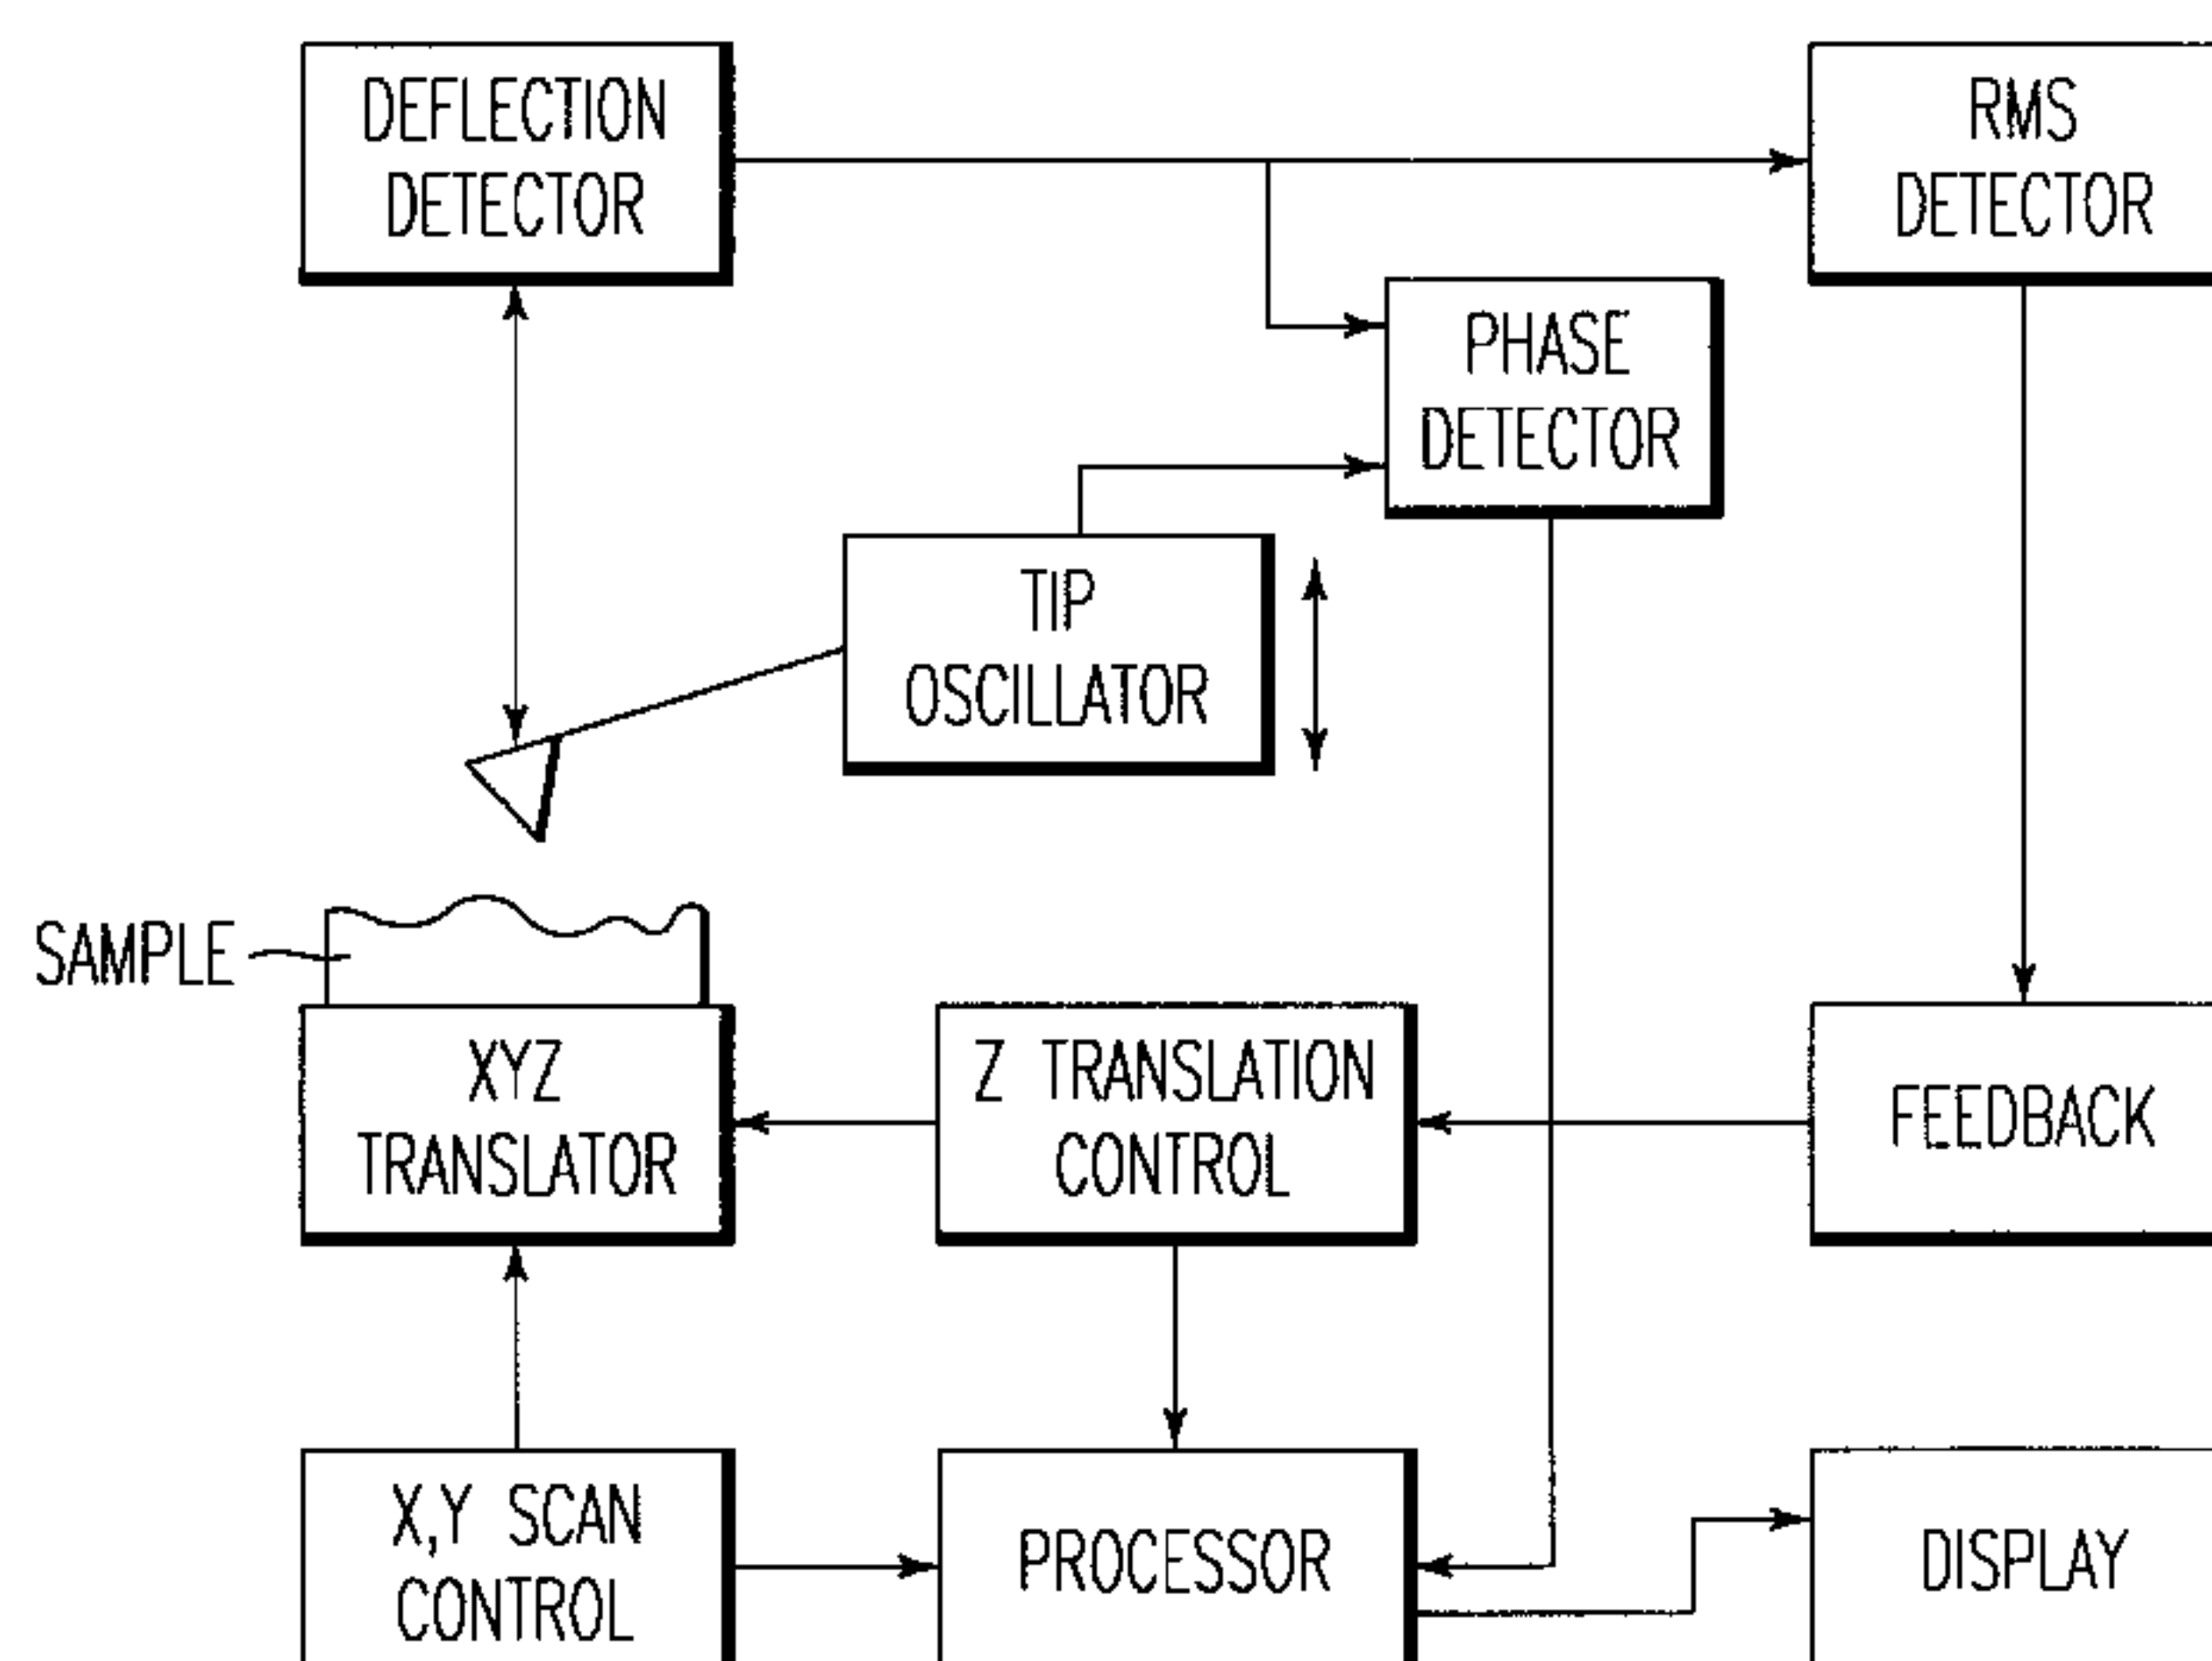 DEFLECTION
DETECTOR
RMS
DETECTOR
PHASE
DETECTOR
TIP
OSCILLATOR
SAMPLE
XYZ
TRANSLATOR
Z TRANSLATION
CONTROL
FEEDBACK
X,Y SCAN
CONTROL
PROCESSOR
DISPLAY